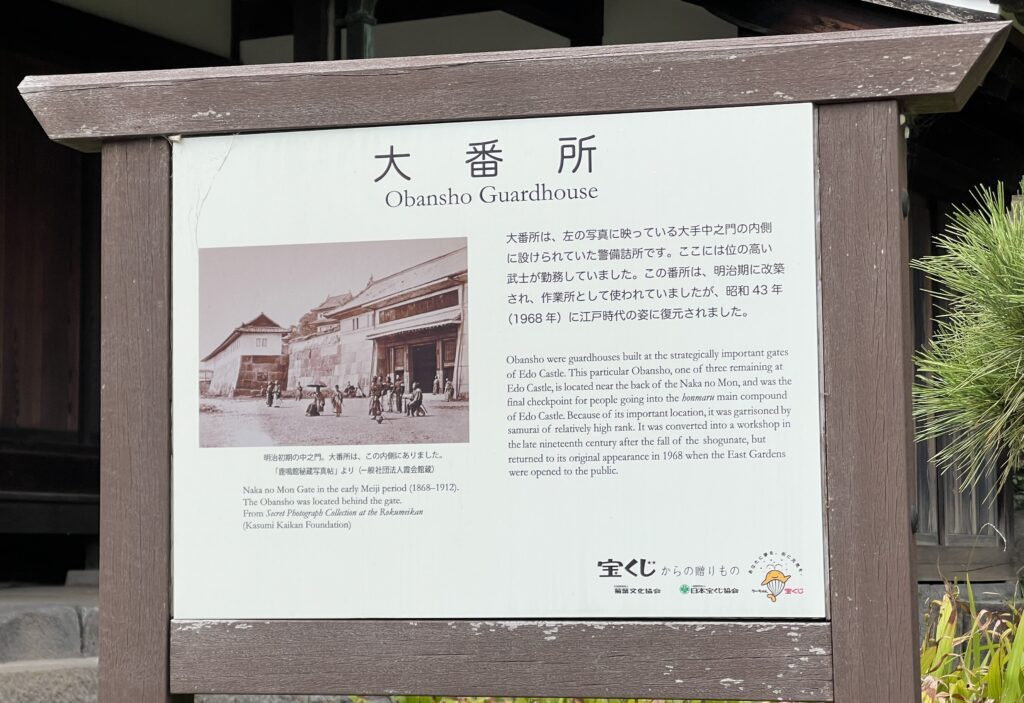 大番所
Obansho Guardhouse
大番所は、左の写真に映っている大手中之門の内側
に設けられていた警備詰所です。ここには位の高い
武士が勤務していました。この番所は、明治期に改築
され、作業所として使われていましたが、昭和 43 年
(1968 年) に江戸時代の姿に復元されました。
Obansho were guardhouses built at the strategically important gates
of Edo Castle. This particular Obansho, one of three remaining at
Edo Castle, is located near the back of the Naka no Mon, and was the
final checkpoint for people going into the honmaru main compound
of Edo Castle. Because of its important location, it was garrisoned by
samurai of relatively high rank. It was converted into a workshop in
the late nineteenth century after the fall of the shogunate, but
returned to its original appearance in 1968 when the East Gardens
were opened to the public.
明治初期の中之門。大番所は、この内側にありました。
「鹿鳴館秘蔵写真帖」より (一般社団法人霞会館蔵)
Naka no Mon Gate in the early Meiji period (1868–1912).
The Obansho was located behind the gate.
From Secret Photograph Collection at the Rokumeikan
(Kasumi Kaikan Foundation)
宝くじからの贈りもの
菊葉文化協会
日本宝くじ協会
宝くじ